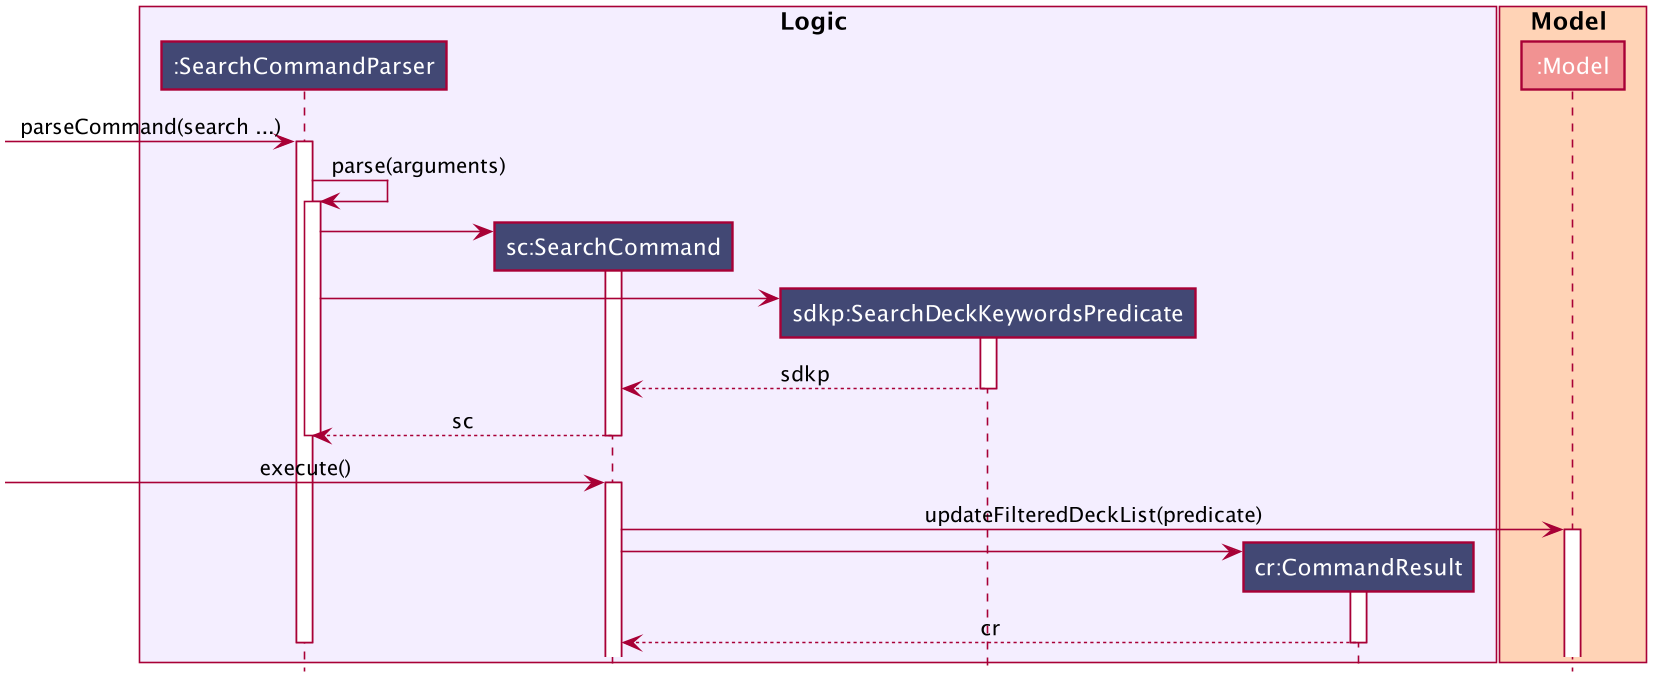 Logic
Model
:SearchCommandParser
:Model
parseCommand(search ...)
parse(arguments)
sc:SearchCommand
sdkp:SearchDeckKeywordsPredicate
sdkp
sc
execute()
updateFilteredDeckList(predicate)
cr:CommandResult
cr